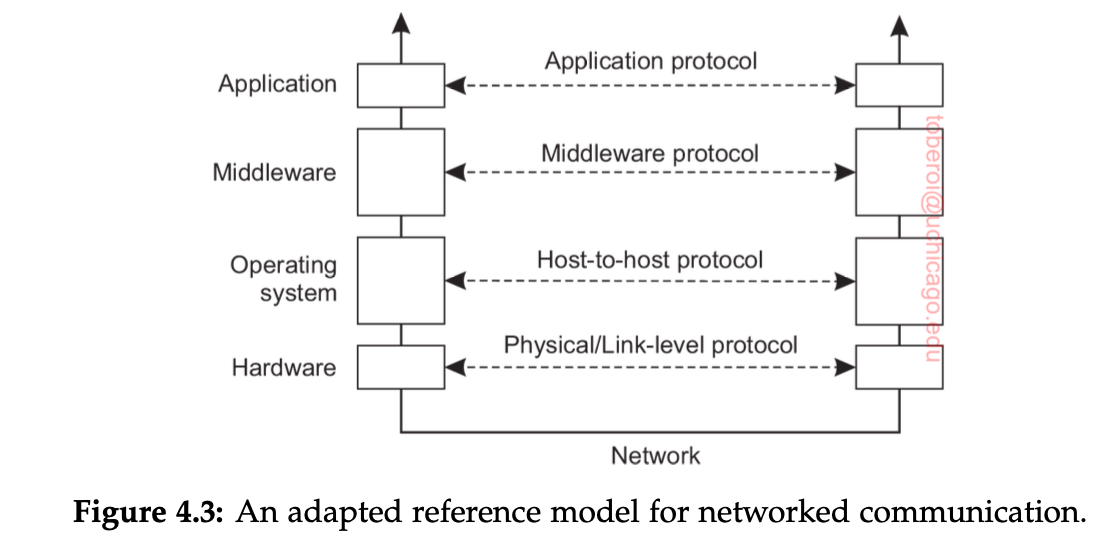 Application
Application protocol
Middleware
Middleware protocol
Operating
system
Host-to-host protocol
Hardware
Physical/Link-level protocol
Network
toberoi@uchicago.edu
Figure 4.3: An adapted reference model for networked communication.